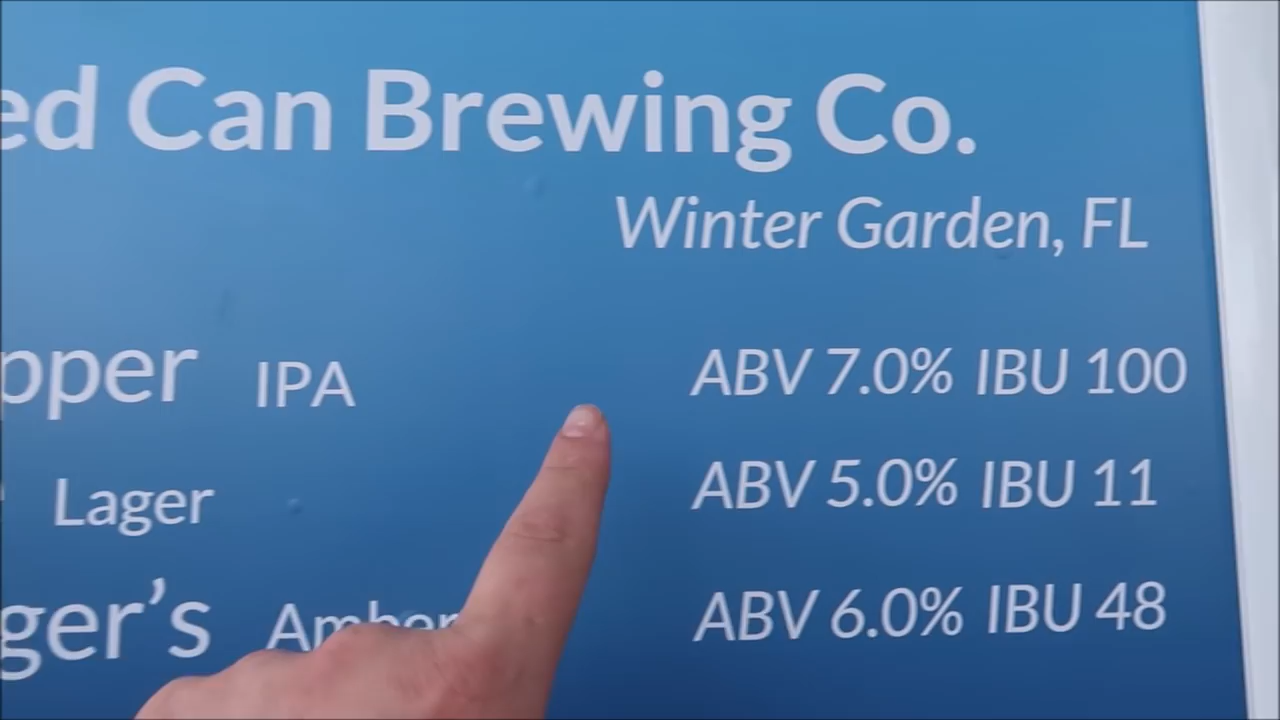 ed Can Brewing Co.
Winter Garden, FL
pper IPA ABV 7.0% IBU 100
Lager ABV 5.0% IBU 11
ger's Amber ABV 6.0% IBU 48